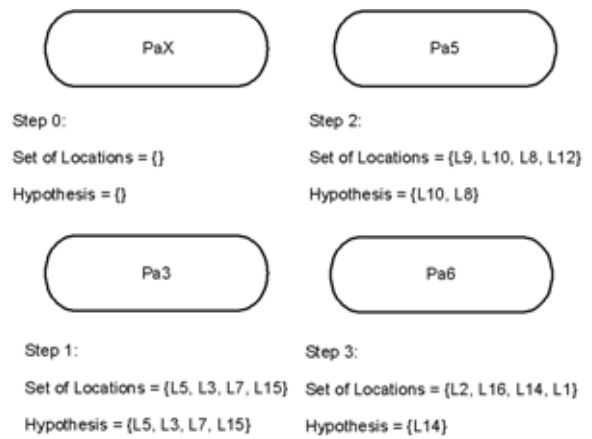 PaX
Step 0:
Set of Locations = {}
Hypothesis = {}
Pa5
Step 2:
Set of Locations = {L9, L10, L8, L12}
Hypothesis = {L10, L8}
Pa3
Step 1:
Set of Locations = {L5, L3, L7, L15}
Hypothesis = {L5, L3, L7, L15}
Pa6
Step 3:
Set of Locations = {L2, L16, L14, L1}
Hypothesis = {L14}